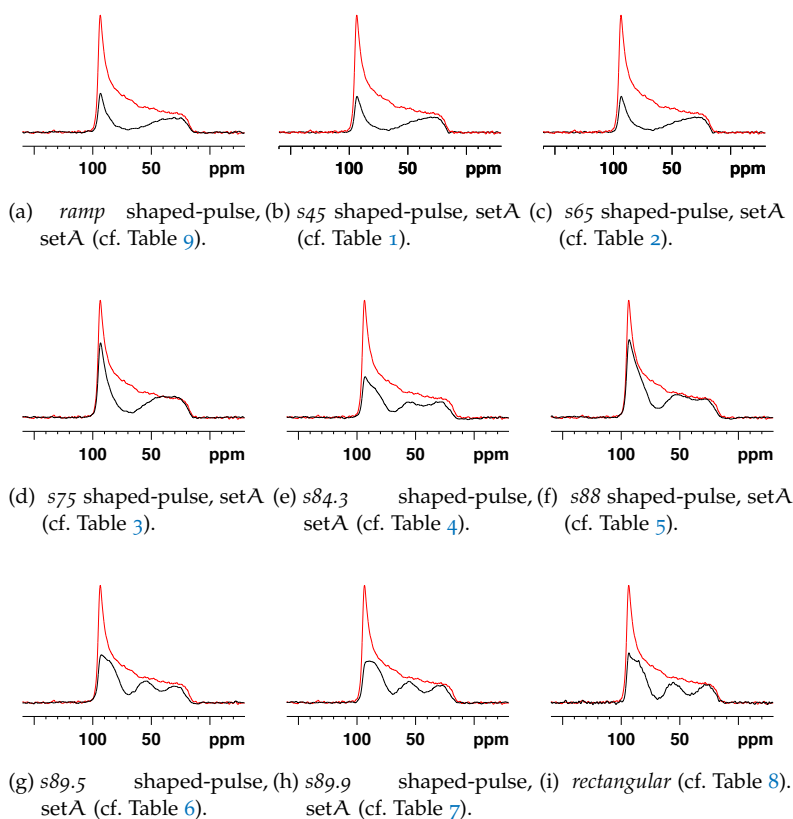 100 50 ppm 100 50 ppm 100 50 ppm
(a) ramp shaped-pulse, setA (cf. Table 9).
(b) s45 shaped-pulse, setA (cf. Table 1).
(c) s65 shaped-pulse, setA (cf. Table 2).
100 50 ppm 100 50 ppm 100 50 ppm
(d) s75 shaped-pulse, setA (cf. Table 3).
(e) s84.3 shaped-pulse, setA (cf. Table 4).
(f) s88 shaped-pulse, setA (cf. Table 5).
100 50 ppm 100 50 ppm 100 50 ppm
(g) s89.5 shaped-pulse, setA (cf. Table 6).
(h) s89.9 shaped-pulse, setA (cf. Table 7).
(i) rectangular (cf. Table 8).